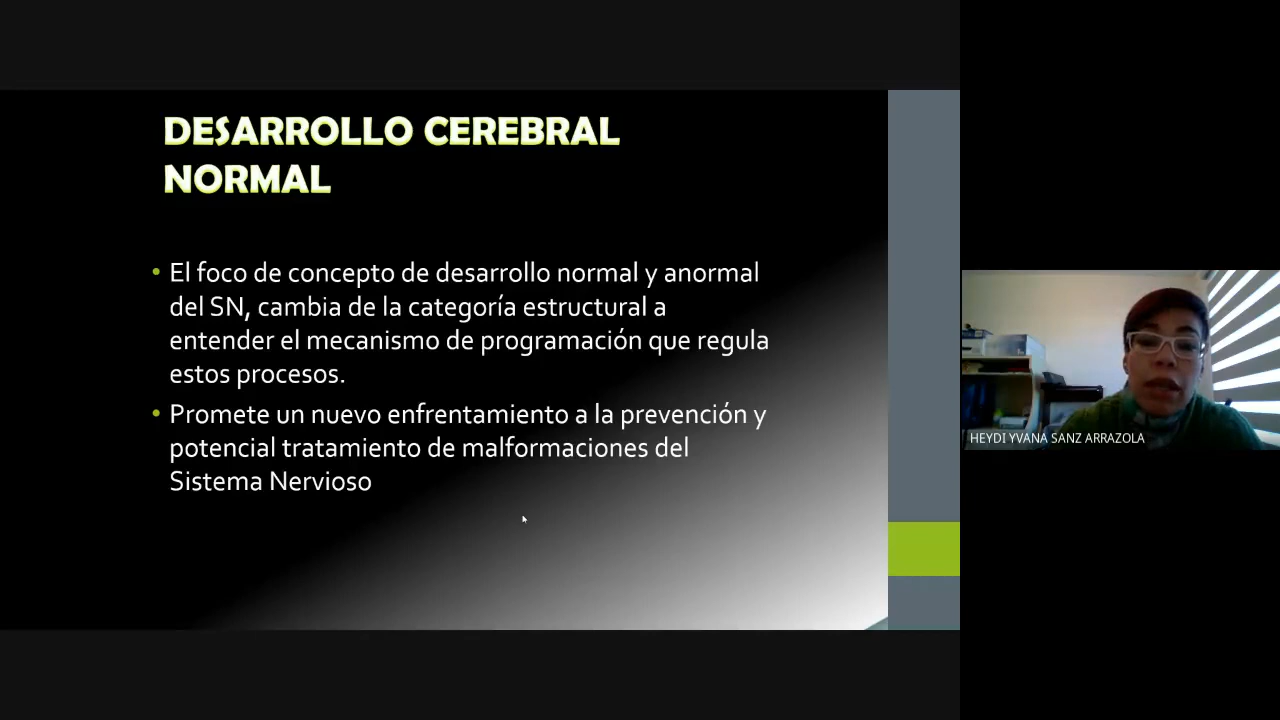 DESARROLLO CEREBRAL
NORMAL
• El foco de concepto de desarrollo normal y anormal
del SN, cambia de la categoría estructural a
entender el mecanismo de programación que regula
estos procesos.
• Promete un nuevo enfrentamiento a la prevención y
potencial tratamiento de malformaciones del
Sistema Nervioso
HEYDI YVANA SANZ ARRAZOLA